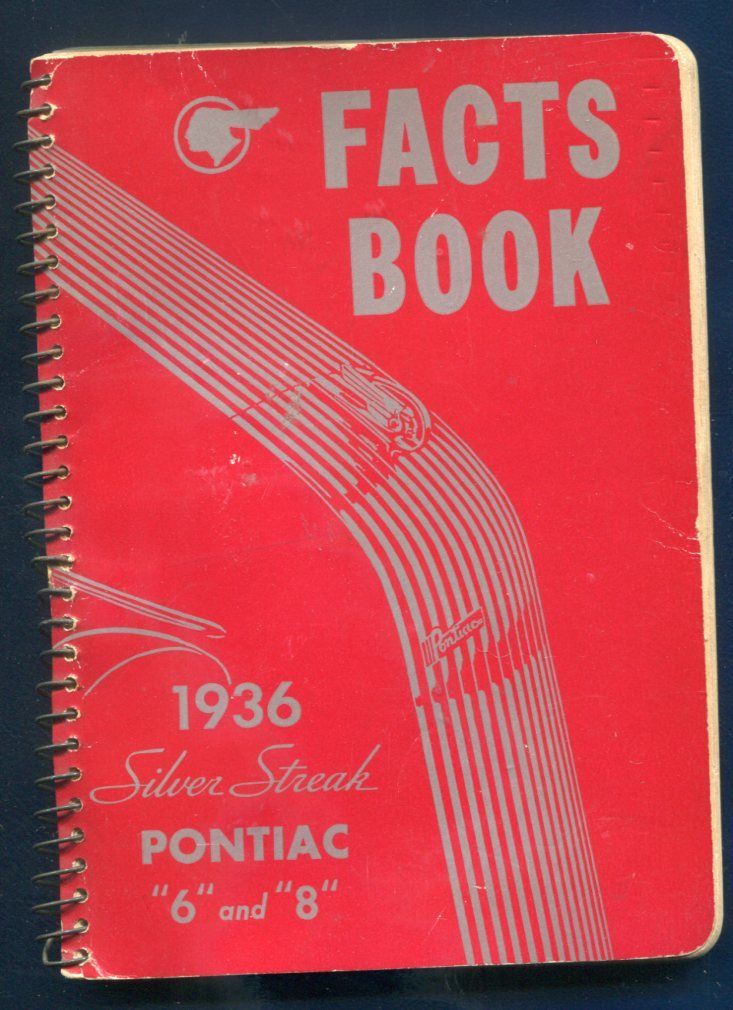 FACTS
BOOK
Pontiac
1936
Silver Streak
PONTIAC
"6" and "8"